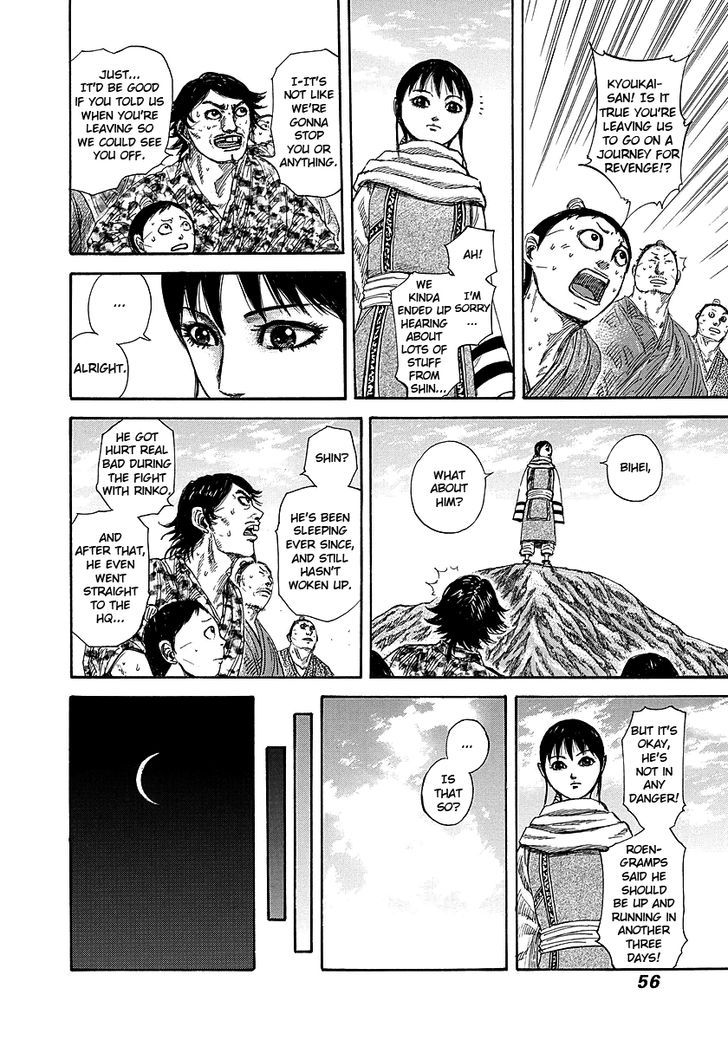 KYOUKAI-
SAN! IS IT
TRUE YOU'RE
LEAVING US
TO GO ON A
JOURNEY FOR
REVENGE!?
AH!
I'M
SORRY
...
WE
KINDA
ENDED UP
HEARING
ABOUT
LOTS OF
STUFF
FROM
SHIN...
I-IT'S
NOT LIKE
WE'RE
GONNA
STOP
YOU OR
ANYTHING.
JUST...
IT'D BE GOOD
IF YOU TOLD US
WHEN YOU'RE
LEAVING SO
WE COULD SEE
YOU OFF.
...
ALRIGHT.
BIHEI,
WHAT
ABOUT
HIM?
SHIN?
HE'S BEEN
SLEEPING
EVER SINCE,
AND STILL
HASN'T
WOKEN UP.
HE GOT
HURT REAL
BAD DURING
THE FIGHT
WITH RINKO.
AND
AFTER THAT,
HE EVEN
WENT
STRAIGHT
TO THE
HQ...
BUT IT'S
OKAY,
HE'S
NOT IN
ANY
DANGER!
ROEN-
GRAMPS
SAID HE
SHOULD
BE UP AND
RUNNING IN
ANOTHER
THREE
DAYS!
...
IS
THAT
SO?
56